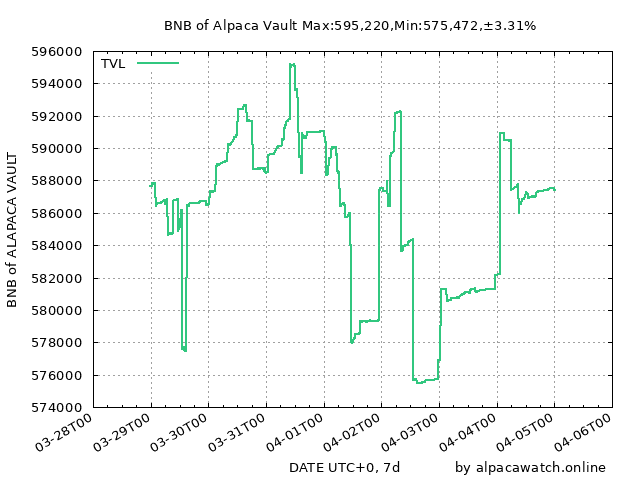 BNB of Alpaca Vault Max:595,220,Min:575,472,±3.31%
TVL
BNB of ALAPACA VAULT
596000
594000
592000
590000
588000
586000
584000
582000
580000
578000
576000
574000
03-28T00
03-29T00
03-30T00
03-31T00
04-01T00
04-02T00
04-03T00
04-04T00
04-05T00
04-06T00
DATE UTC+0, 7d
by alpacawatch.online